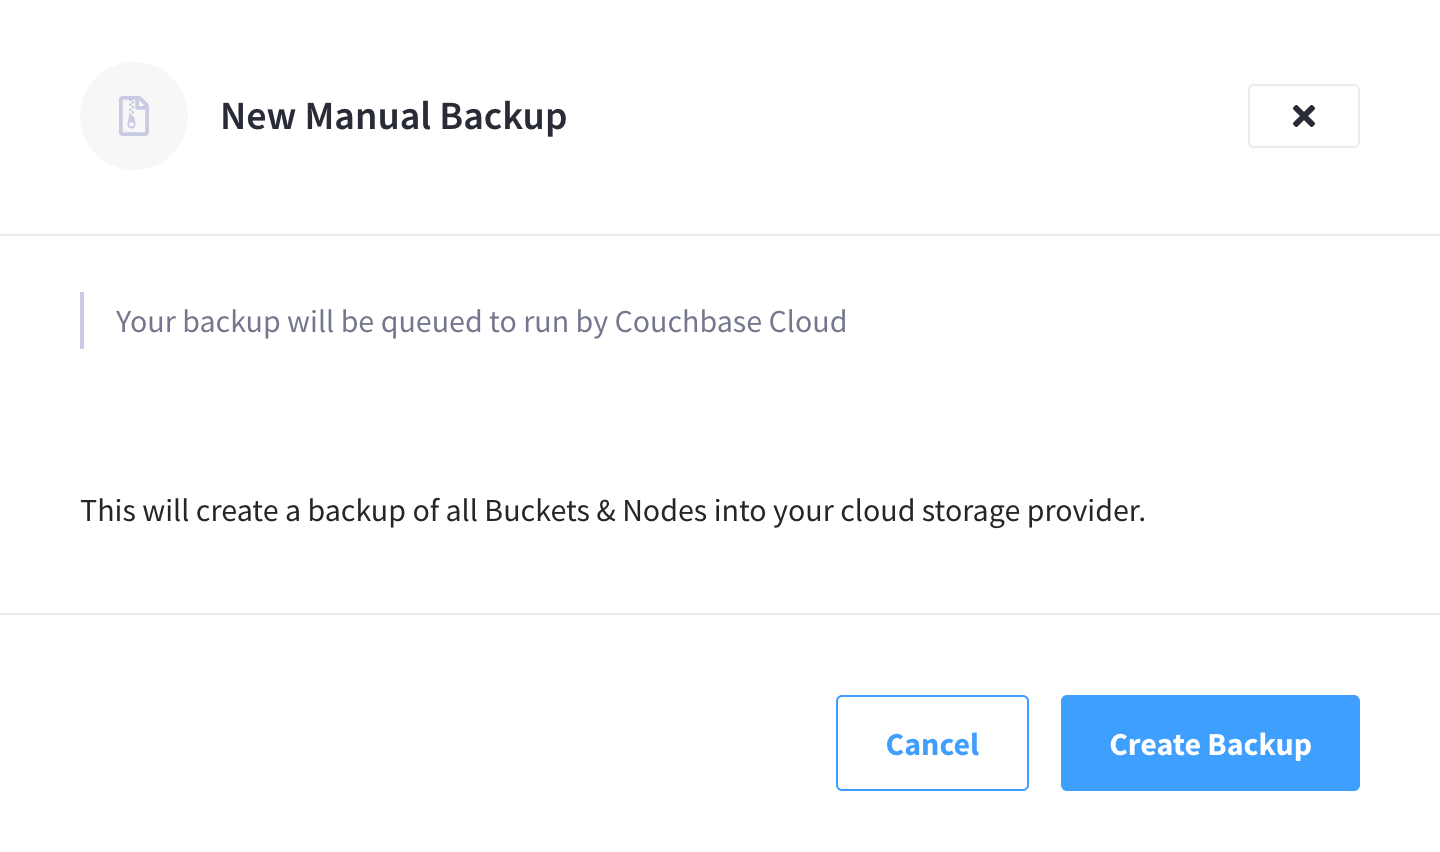 New Manual Backup
Your backup will be queued to run by Couchbase Cloud
This will create a backup of all Buckets & Nodes into your cloud storage provider.
Cancel
Create Backup